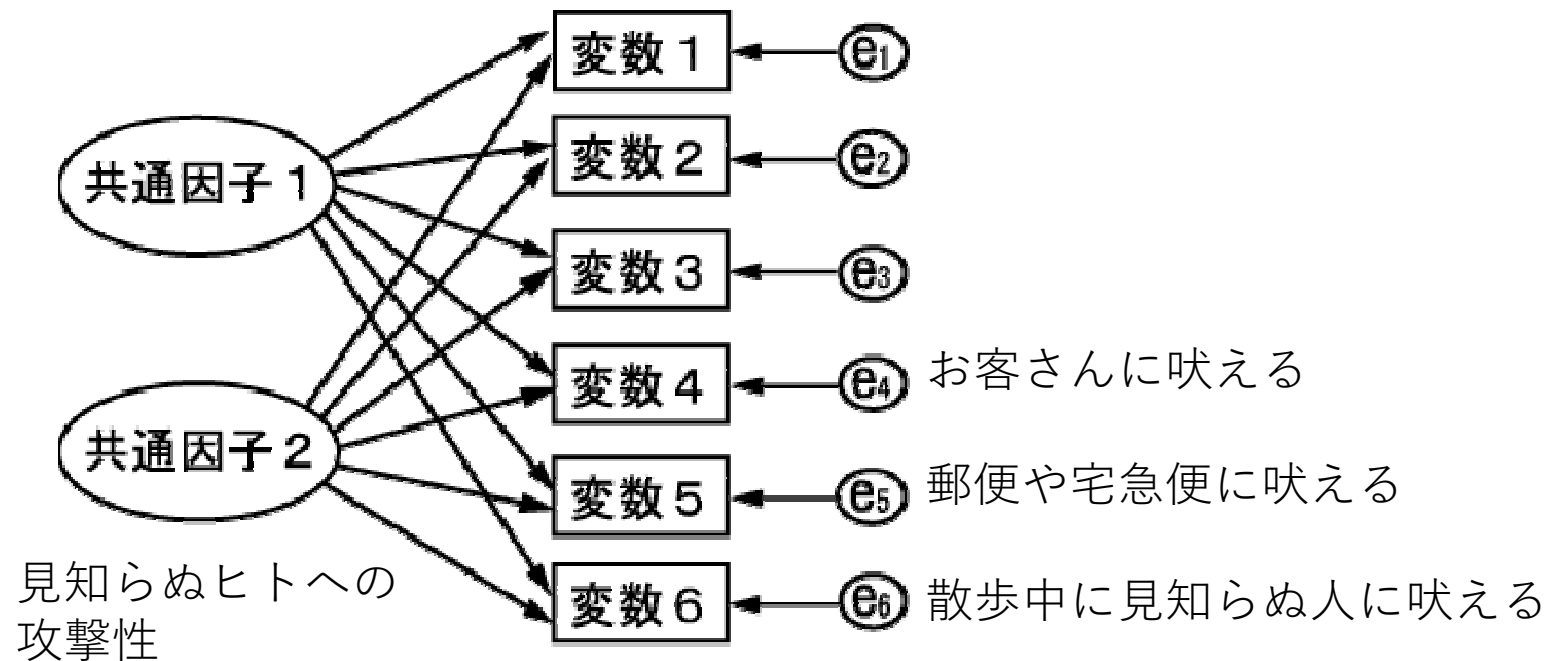 変数1
e1
共通因子1
変数2
e2
変数3
e3
変数4
e4
お客さんに吠える
共通因子2
変数5
e5
郵便や宅急便に吠える
見知らぬヒトへの
攻撃性
変数6
e6
散歩中に見知らぬ人に吠える